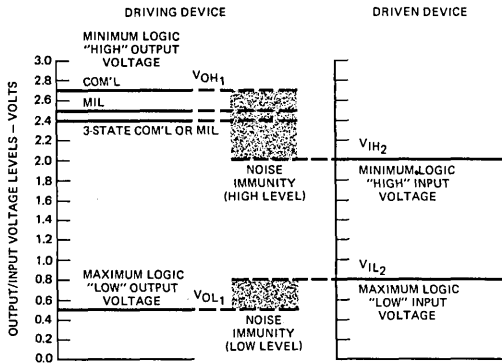 DRIVING DEVICE
DRIVEN DEVICE
OUTPUT/INPUT VOLTAGE LEVELS – VOLTS
3.0
2.8
2.6
2.4
2.2
2.0
1.8
1.6
1.4
1.2
1.0
0.8
0.6
0.4
0.2
0.0
MINIMUM LOGIC
"HIGH" OUTPUT
VOLTAGE
COM'L
VOH1
MIL
3-STATE COM'L OR MIL
NOISE
IMMUNITY
(HIGH LEVEL)
VIH2
MINIMUM LOGIC
"HIGH" INPUT
VOLTAGE
MAXIMUM LOGIC
"LOW" OUTPUT
VOLTAGE
VOL1
NOISE
IMMUNITY
(LOW LEVEL)
VIL2
MAXIMUM LOGIC
"LOW" INPUT
VOLTAGE